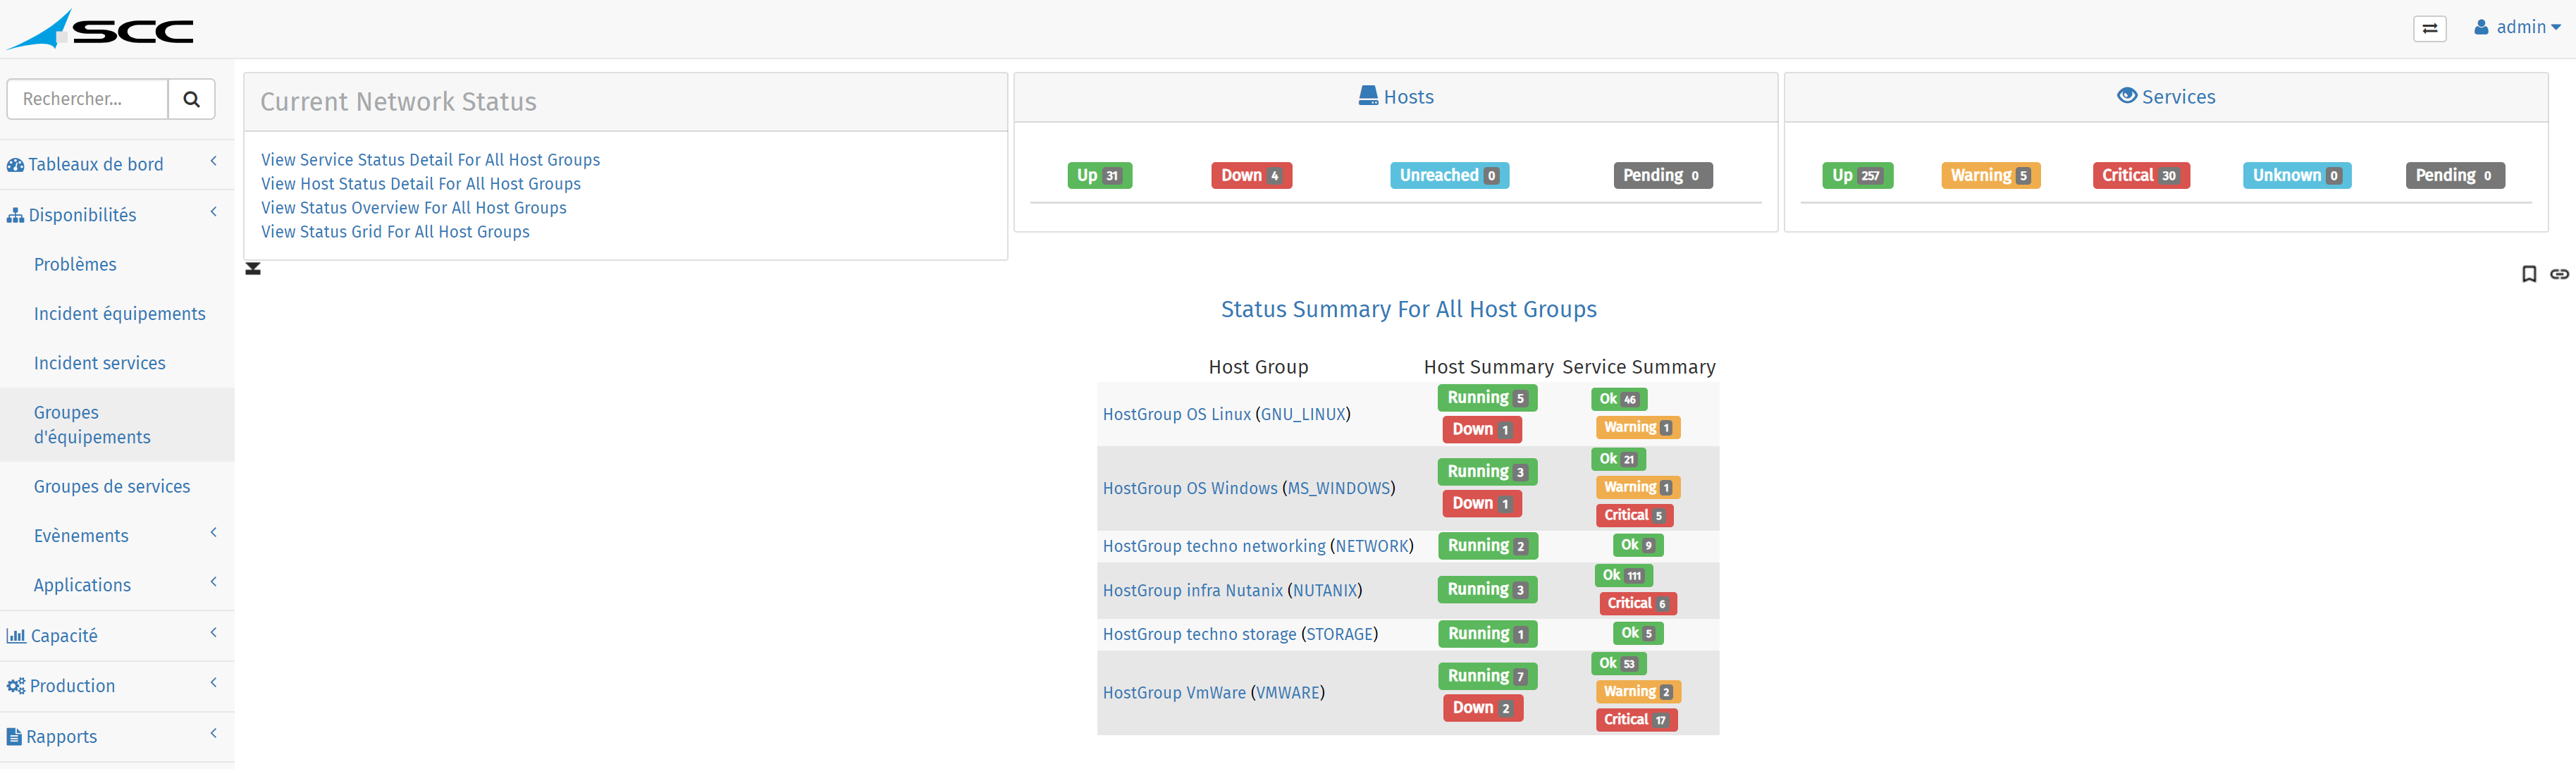 SCC
admin
Rechercher...
Tableaux de bord
Disponibilités
Problèmes
Incident équipements
Incident services
Groupes
d'équipements
Groupes de services
Evènements
Applications
Capacité
Production
Rapports
Current Network Status
View Service Status Detail For All Host Groups
View Host Status Detail For All Host Groups
View Status Overview For All Host Groups
View Status Grid For All Host Groups
Hosts
Up 31 Down 4 Unreached 0 Pending 0
Services
Up 257 Warning 5 Critical 30 Unknown 0 Pending 0
Status Summary For All Host Groups
Host Group Host Summary Service Summary
HostGroup OS Linux (GNU_LINUX)
Running 5
Down 1
Ok 46
Warning 1
HostGroup OS Windows (MS_WINDOWS)
Running 3
Down 1
Ok 21
Warning 1
Critical 5
HostGroup techno networking (NETWORK)
Running 2
Ok 9
HostGroup infra Nutanix (NUTANIX)
Running 3
Ok 111
Critical 6
HostGroup techno storage (STORAGE)
Running 1
Ok 5
HostGroup VmWare (VMWARE)
Running 7
Down 2
Ok 53
Warning 2
Critical 17